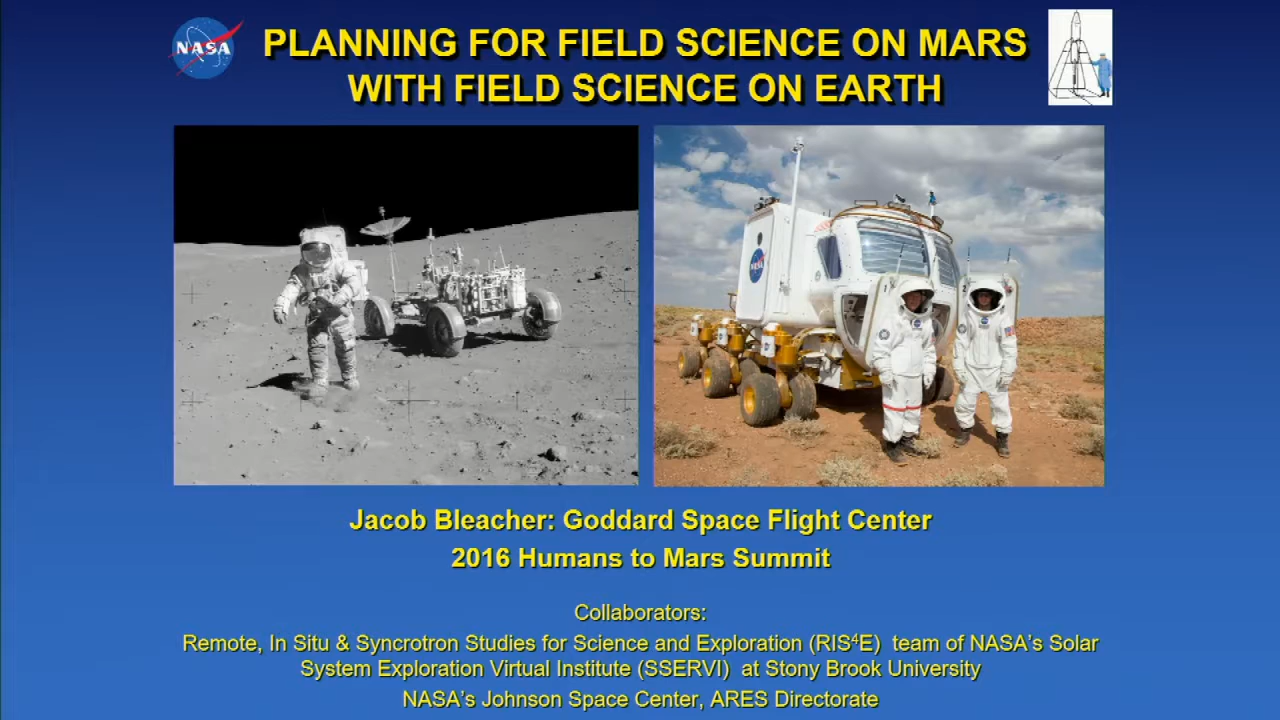 NASA
PLANNING FOR FIELD SCIENCE ON MARS
WITH FIELD SCIENCE ON EARTH
NASA
Jacob Bleacher: Goddard Space Flight Center
2016 Humans to Mars Summit
Collaborators:
Remote, In Situ & Syncrotron Studies for Science and Exploration (RIS⁴E) team of NASA's Solar
System Exploration Virtual Institute (SSERVI) at Stony Brook University
NASA's Johnson Space Center, ARES Directorate